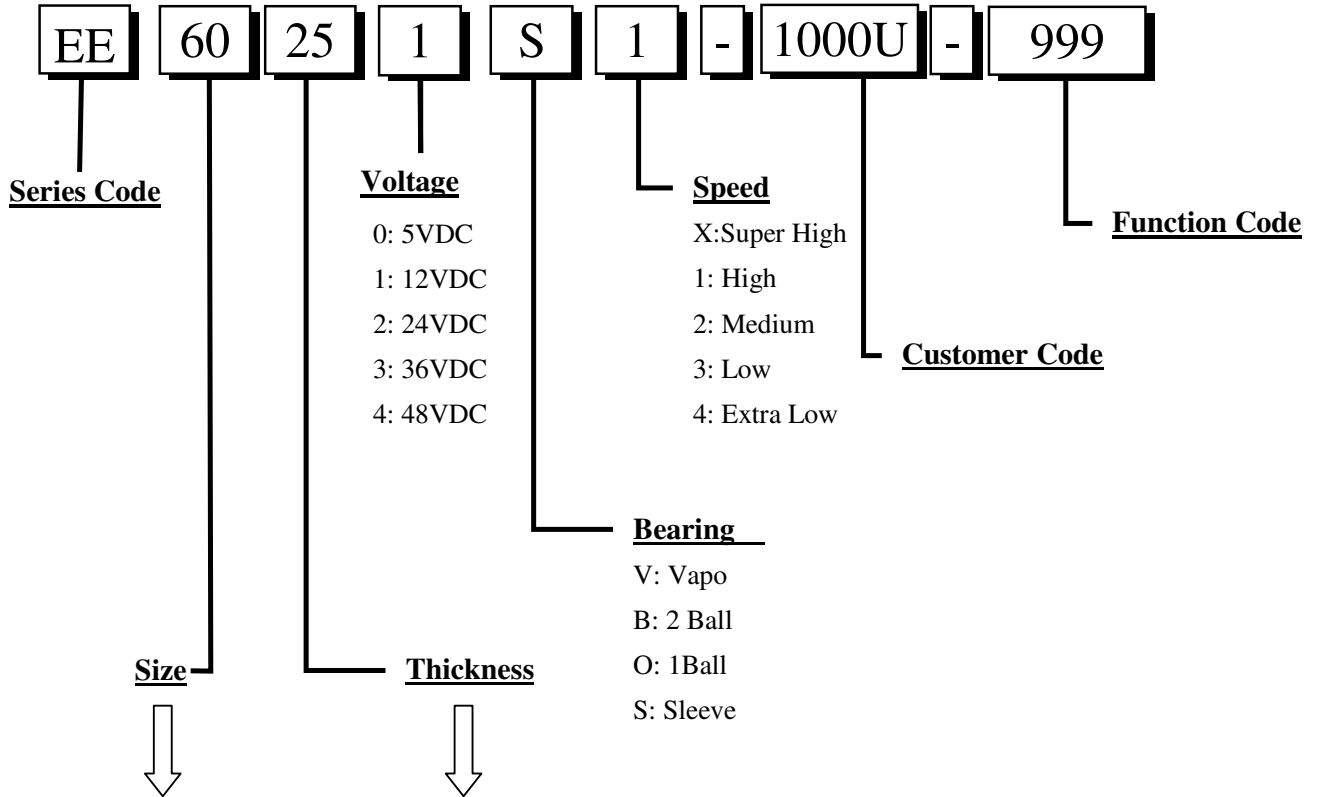 EE 60 25 1 S 1 - 1000U - 999
Series Code
Voltage
0: 5VDC
1: 12VDC
2: 24VDC
3: 36VDC
4: 48VDC
Speed
X:Super High
1: High
2: Medium
3: Low
4: Extra Low
Function Code
Customer Code
Bearing
V: Vapo
B: 2 Ball
O: 1Ball
S: Sleeve
Size
Thickness